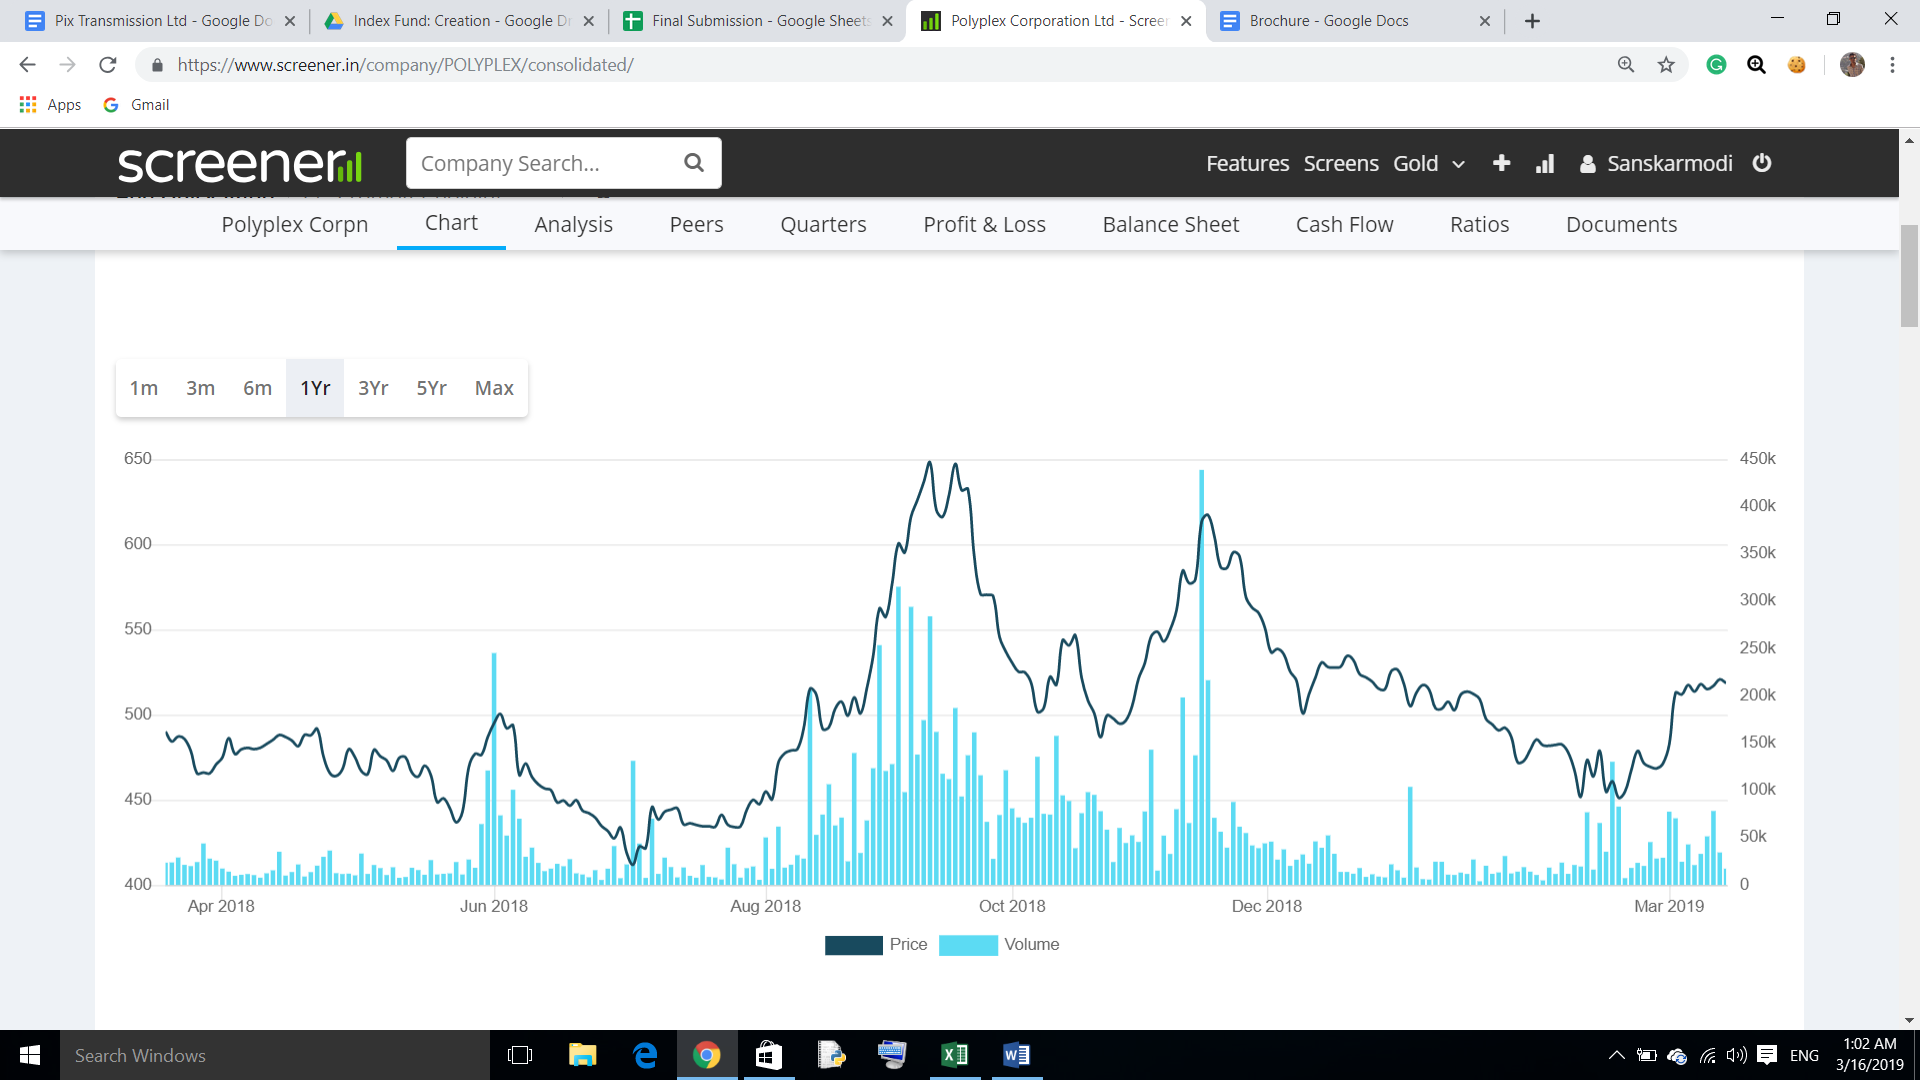 Pix Transmission Ltd - Google Do
Index Fund: Creation - Google Dr
Final Submission - Google Sheets
Polyplex Corporation Ltd - Screen
Brochure - Google Docs
https://www.screener.in/company/POLYPLEX/consolidated/
Apps
Gmail
screener
Company Search...
Features Screens Gold
Sanskarmodi
Polyplex Corpn Chart Analysis Peers Quarters Profit & Loss Balance Sheet Cash Flow Ratios Documents
1m 3m 6m 1Yr 3Yr 5Yr Max
650 450k
400k
600 350k
300k
550 250k
200k
500 150k
450 100k
50k
400 0
Apr 2018 Jun 2018 Aug 2018 Oct 2018 Dec 2018 Mar 2019
Price Volume
Search Windows
ENG
1:02 AM
3/16/2019